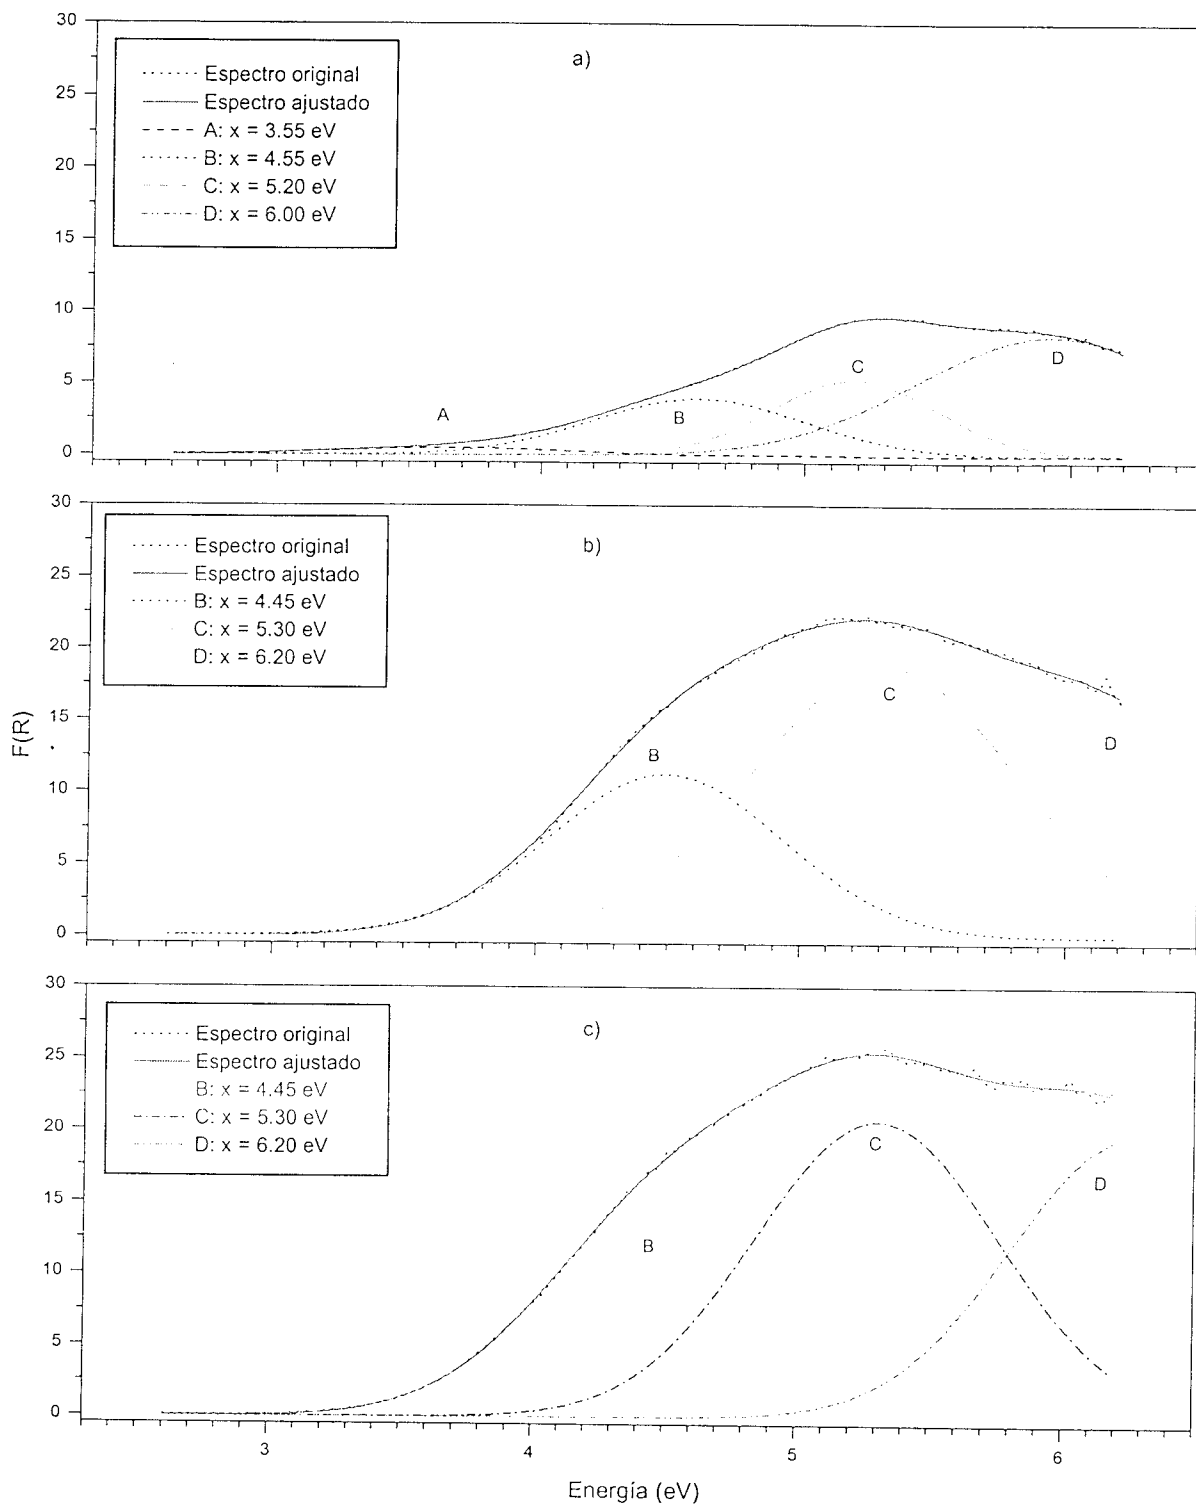 30
25
20
15
10
5
0
a)
Espectro original
Espectro ajustado
A: x = 3.55 eV
B: x = 4.55 eV
C: x = 5.20 eV
D: x = 6.00 eV
A
B
C
D
30
25
20
15
10
5
0
F(R)
b)
Espectro original
Espectro ajustado
B: x = 4.45 eV
C: x = 5.30 eV
D: x = 6.20 eV
B
C
D
30
25
20
15
10
5
0
c)
Espectro original
Espectro ajustado
B: x = 4.45 eV
C: x = 5.30 eV
D: x = 6.20 eV
B
C
D
3 4 5 6
Energía (eV)